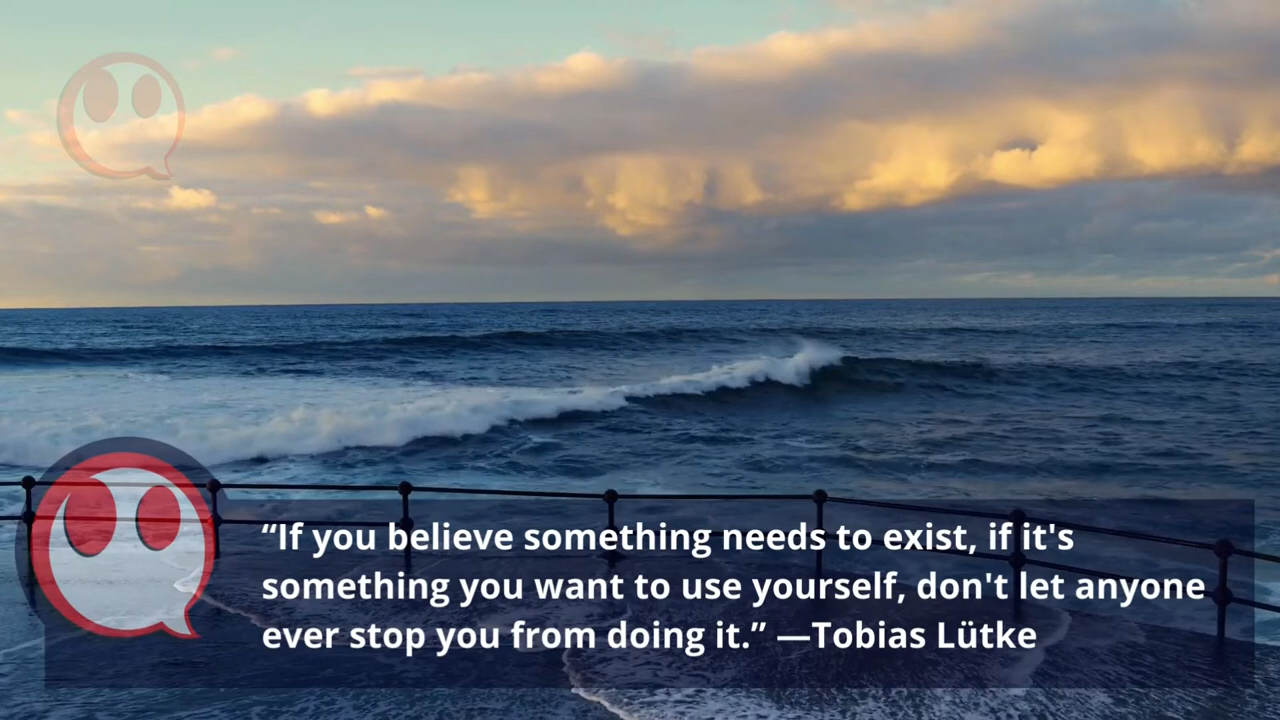 “If you believe something needs to exist, if it's
something you want to use yourself, don't let anyone
ever stop you from doing it.” —Tobias Lütke